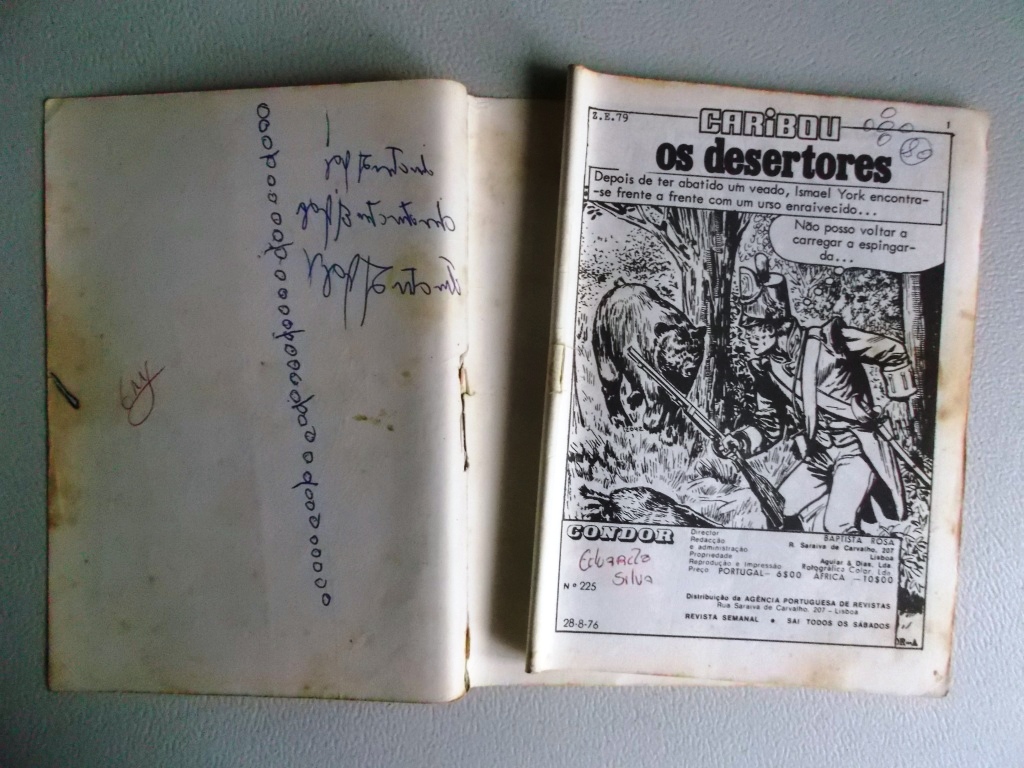 Z.E.79
CARIBOU
1
os desertores
80
Depois de ter abatido um veado, Ismael York encontra-
-se frente a frente com um urso enraivecido...
Não posso voltar a
carregar a espingar-
da...
CONDOR
Eduardo
Silva
Nº 225
28-8-76
Director BAPTISTA ROSA
Redacção
e administração R. Saraiva de Carvalho, 207
Lisboa
Propriedade Aguiar & Dias, Lda.
Reprodução e impressão Rotográfica Color, Lda.
Preço PORTUGAL — 6$00 ÁFRICA — 10$00
Distribuição da AGÊNCIA PORTUGUESA DE REVISTAS
Rua Saraiva de Carvalho, 207 - Lisboa
REVISTA SEMANAL • SAI TODOS OS SÁBADOS